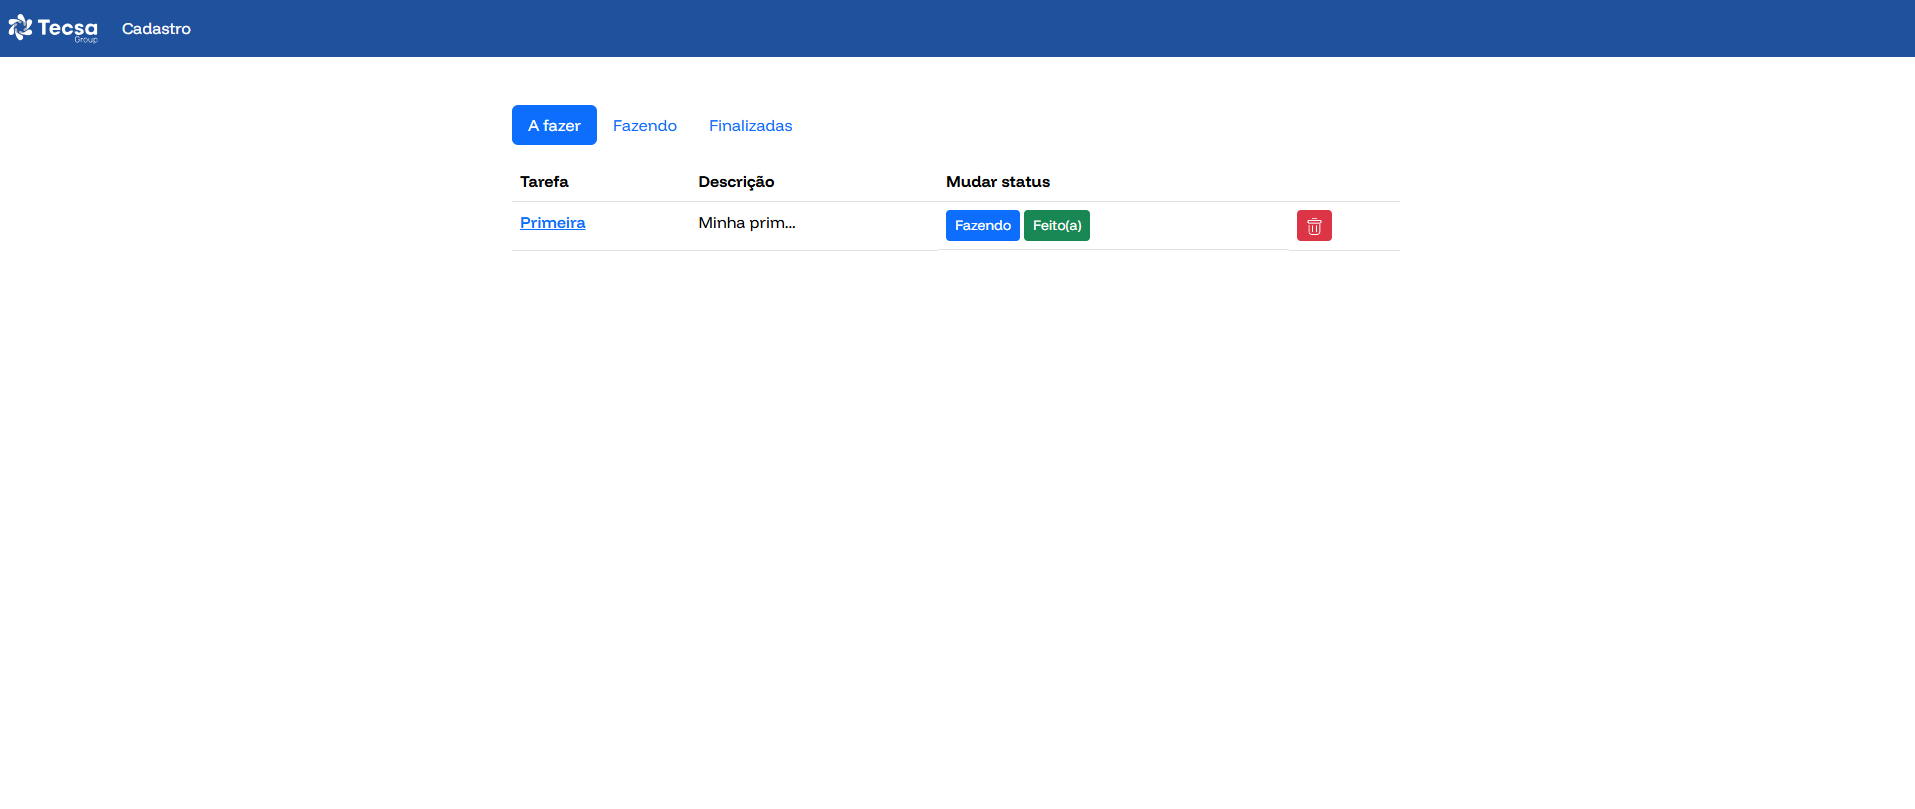 Tecsa
Group
Cadastro
A fazer Fazendo Finalizadas
Tarefa Descrição Mudar status
Primeira Minha prim... Fazendo Feito(a)